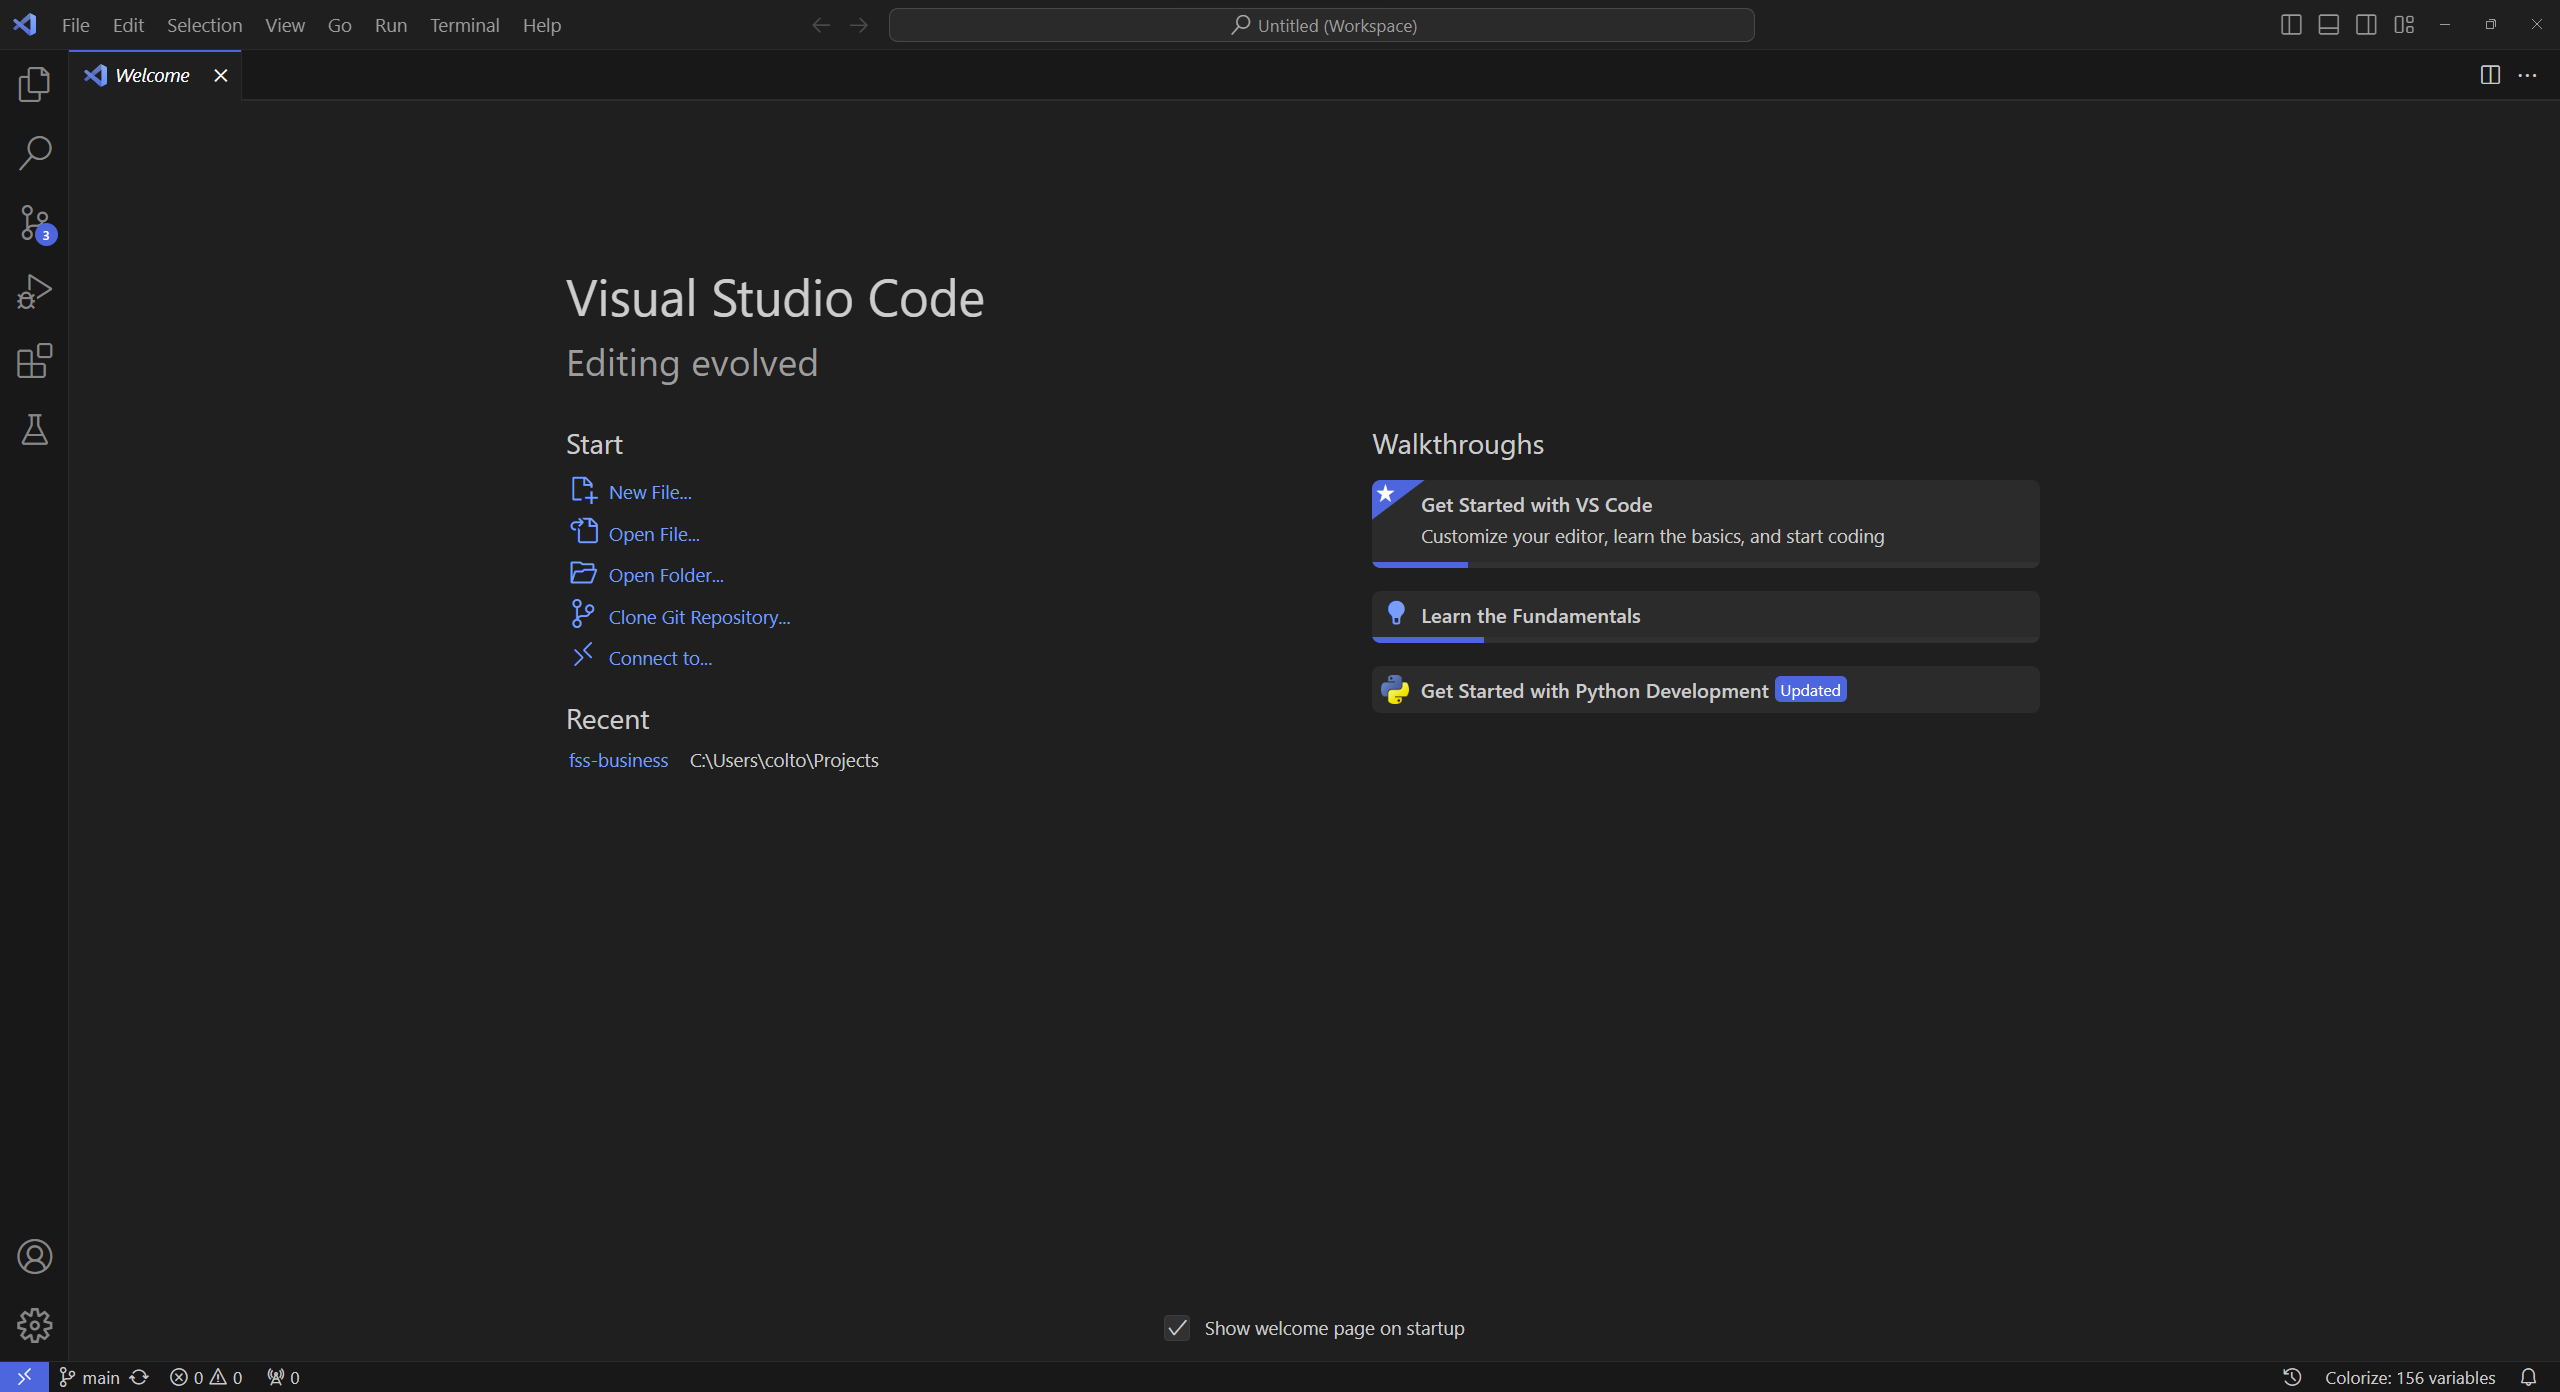 File Edit Selection View Go Run Terminal Help
Untitled (Workspace)
Welcome
3
Visual Studio Code
Editing evolved
Start
New File...
Open File...
Open Folder...
Clone Git Repository...
Connect to...
Recent
fss-business C:\Users\colto\Projects
Walkthroughs
Get Started with VS Code
Customize your editor, learn the basics, and start coding
Learn the Fundamentals
Get Started with Python Development Updated
Show welcome page on startup
main 0 0 0
Colorize: 156 variables